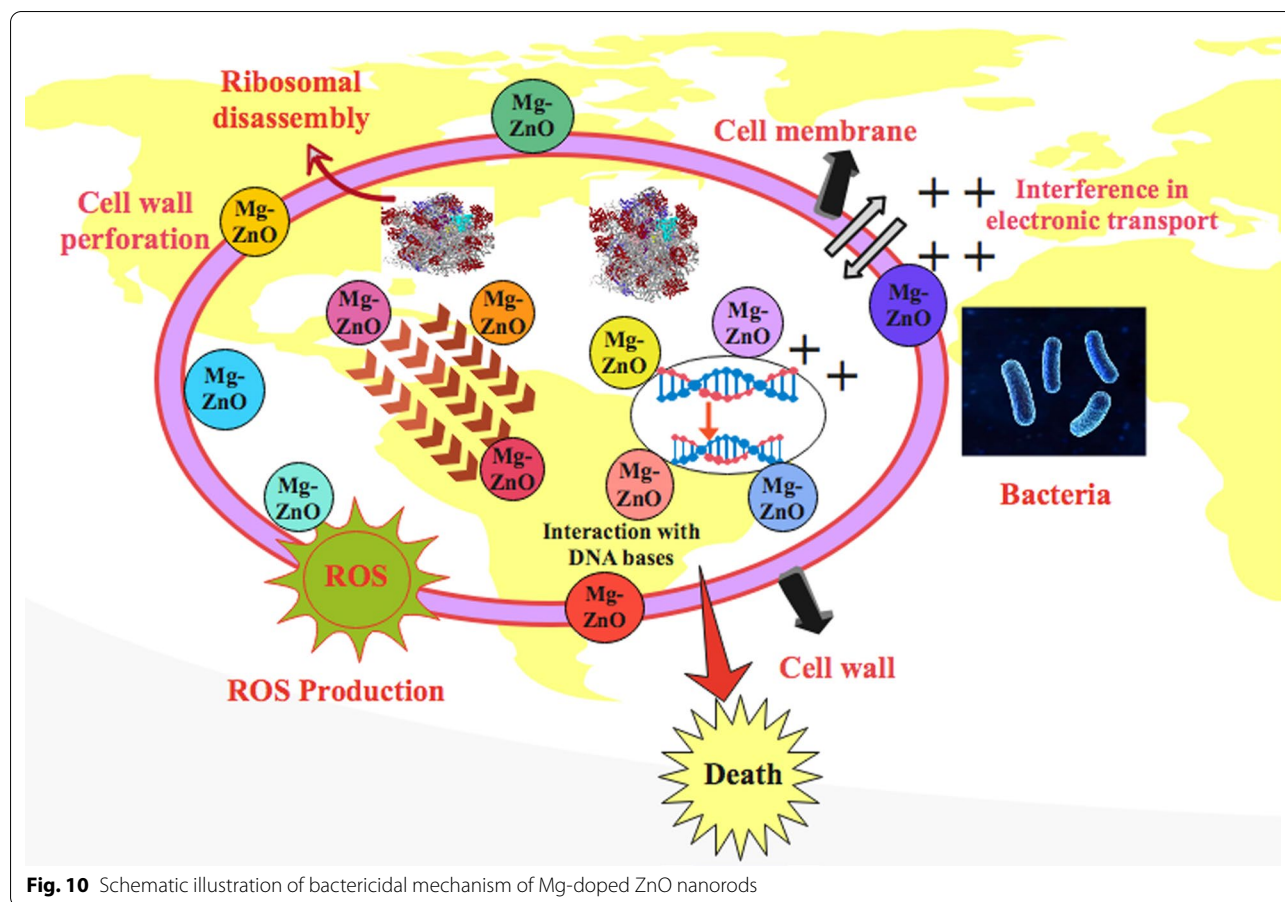 Ribosomal
disassembly
Mg-
ZnO
Cell membrane
Cell wall
perforation
Mg-
ZnO
+ +
+ +
Interference in
electronic transport
Mg-
ZnO
Mg-
ZnO
Mg-
ZnO
Mg-
ZnO
Mg-
ZnO
+
+
Mg-
ZnO
Mg-
ZnO
Mg-
ZnO
Mg-
ZnO
Mg-
ZnO
Bacteria
Interaction with
DNA bases
ROS
Mg-
ZnO
ROS Production
Cell wall
Death
Fig. 10 Schematic illustration of bactericidal mechanism of Mg-doped ZnO nanorods